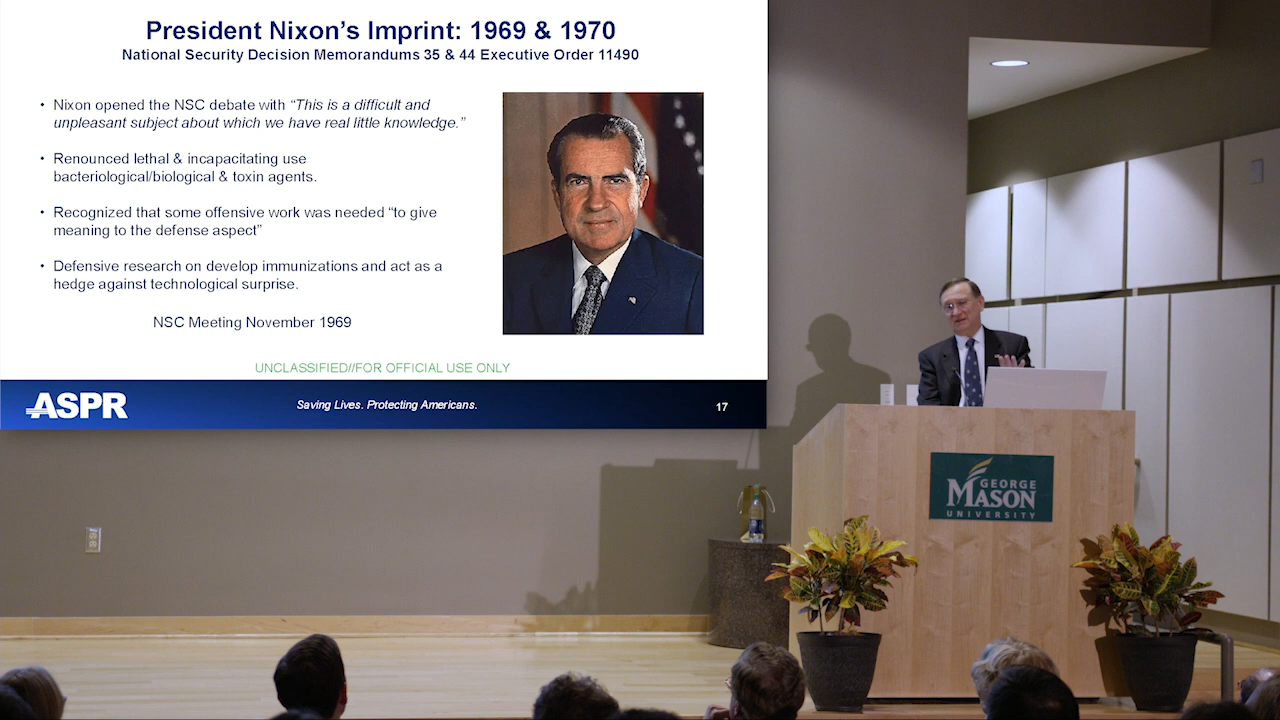 President Nixon’s Imprint: 1969 & 1970
National Security Decision Memorandums 35 & 44 Executive Order 11490
• Nixon opened the NSC debate with “This is a difficult and
unpleasant subject about which we have real little knowledge.”
• Renounced lethal & incapacitating use
bacteriological/biological & toxin agents.
• Recognized that some offensive work was needed “to give
meaning to the defense aspect”
• Defensive research on develop immunizations and act as a
hedge against technological surprise.
NSC Meeting November 1969
UNCLASSIFIED//FOR OFFICIAL USE ONLY
ASPR
Saving Lives. Protecting Americans.
17
GEORGE
MASON
UNIVERSITY